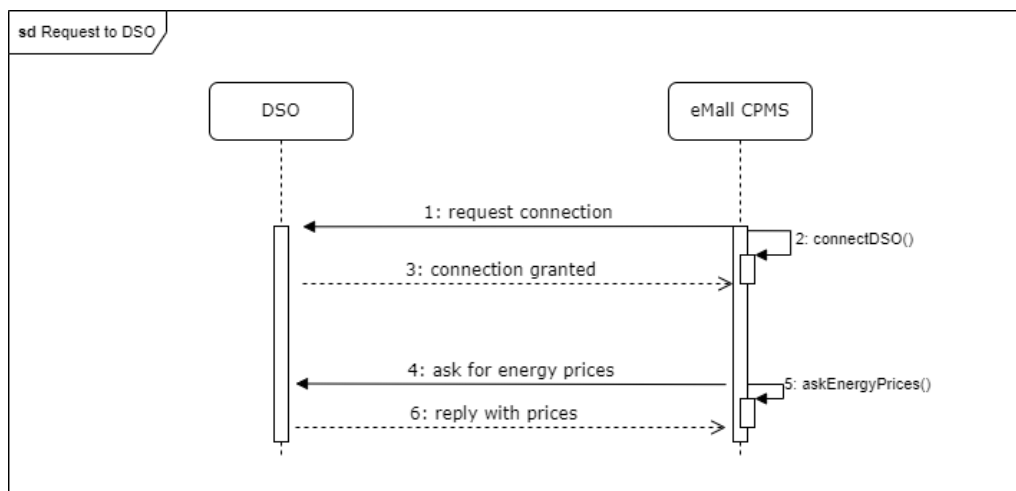 sd Request to DSO
DSO
eMall CPMS
1: request connection
2: connectDSO()
3: connection granted
4: ask for energy prices
5: askEnergyPrices()
6: reply with prices